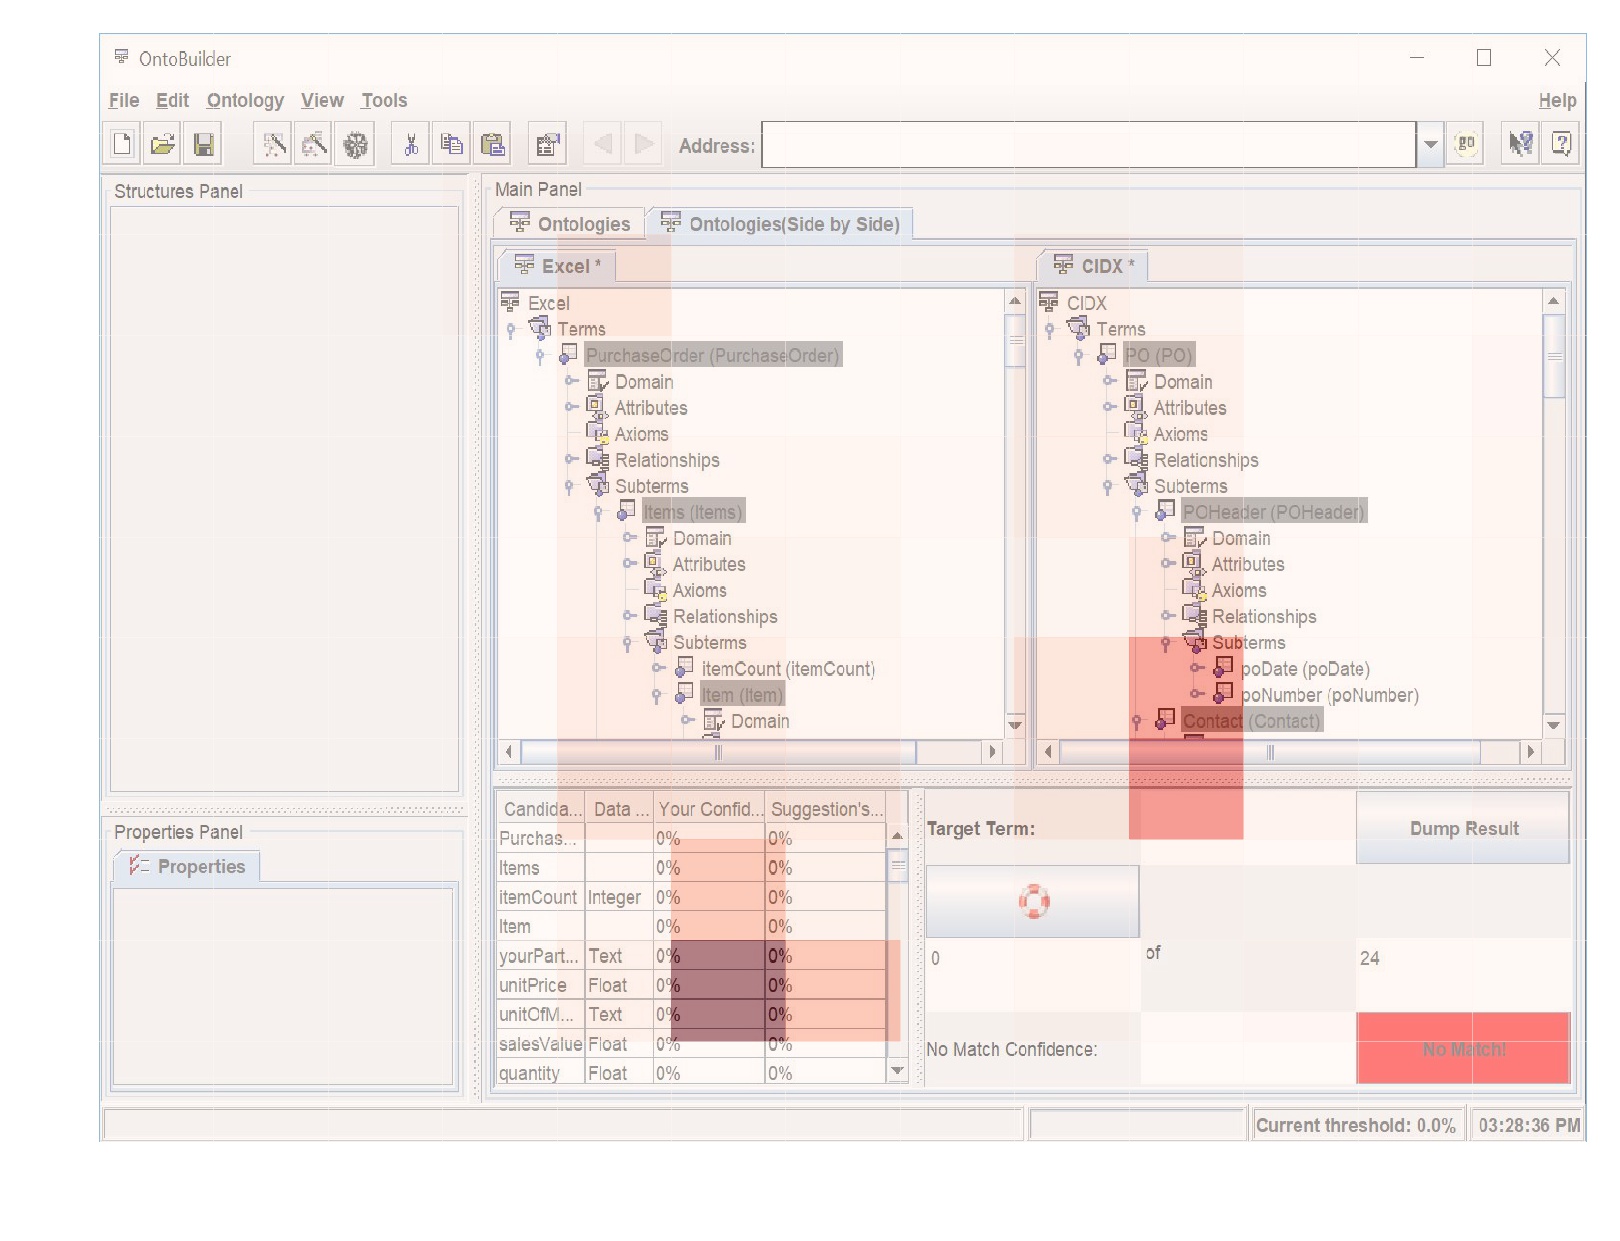 OntoBuilder
File Edit Ontology View Tools Help
Address: go
Structures Panel
Main Panel
Ontologies Ontologies(Side by Side)
Excel * CIDX *
Excel
Terms
PurchaseOrder (PurchaseOrder)
Domain
Attributes
Axioms
Relationships
Subterms
Items (Items)
Domain
Attributes
Axioms
Relationships
Subterms
itemCount (itemCount)
Item (Item)
Domain
CIDX
Terms
PO (PO)
Domain
Attributes
Axioms
Relationships
Subterms
POHeader (POHeader)
Domain
Attributes
Axioms
Relationships
Subterms
poDate (poDate)
poNumber (poNumber)
Contact (Contact)
Properties Panel
Properties
Candida... Data ... Your Confid... Suggestion's...
Purchas... 0% 0%
Items 0% 0%
itemCount Integer 0% 0%
Item 0% 0%
yourPart... Text 0% 0%
unitPrice Float 0% 0%
unitOfM... Text 0% 0%
salesValue Float 0% 0%
quantity Float 0% 0%
Target Term: Dump Result
0 of 24
No Match Confidence: No Match!
Current threshold: 0.0% 03:28:36 PM